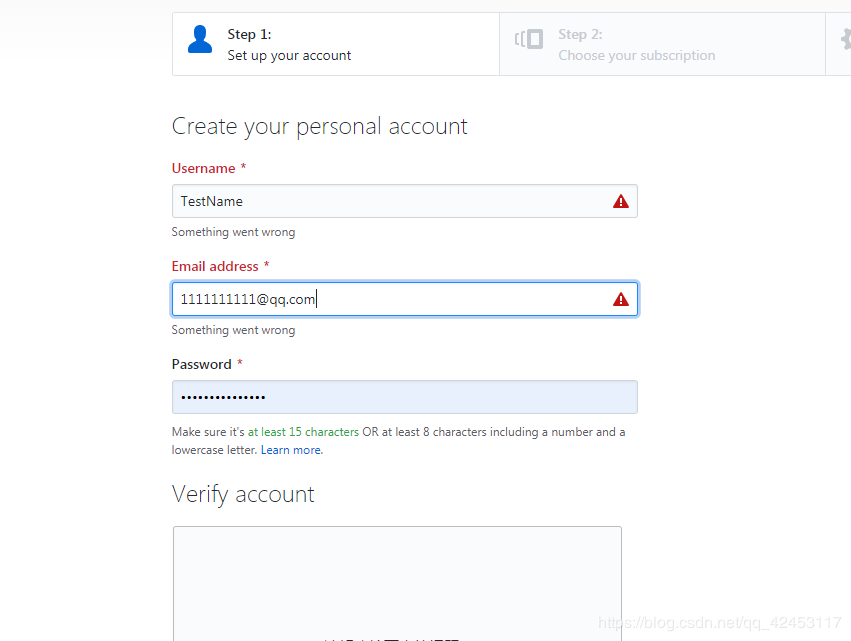 Step 1:
Set up your account
Step 2:
Choose your subscription
Create your personal account
Username *
TestName
Something went wrong
Email address *
1111111111@qq.com
Something went wrong
Password *
•••••••••••••••
Make sure it's at least 15 characters OR at least 8 characters including a number and a
lowercase letter. Learn more.
Verify account
https://blog.csdn.net/qq_42453117